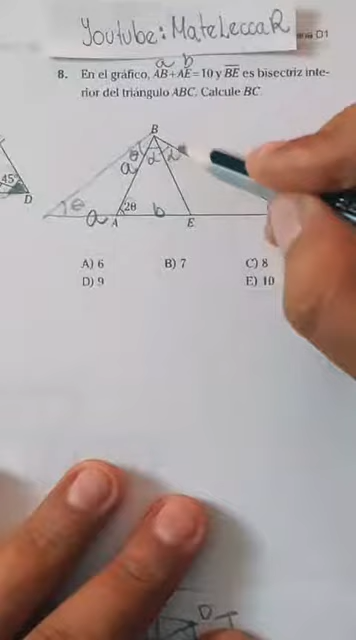 Youtube: MateLeccaR
01
a b
8. En el gráfico, AB+AE=10 y BE es bisectriz inte-
rior del triángulo ABC. Calcule BC.
B
θ
α α
a
45°
D
θ
a
A
2θ
b
E
A) 6 B) 7 C) 8
D) 9 E) 10
D